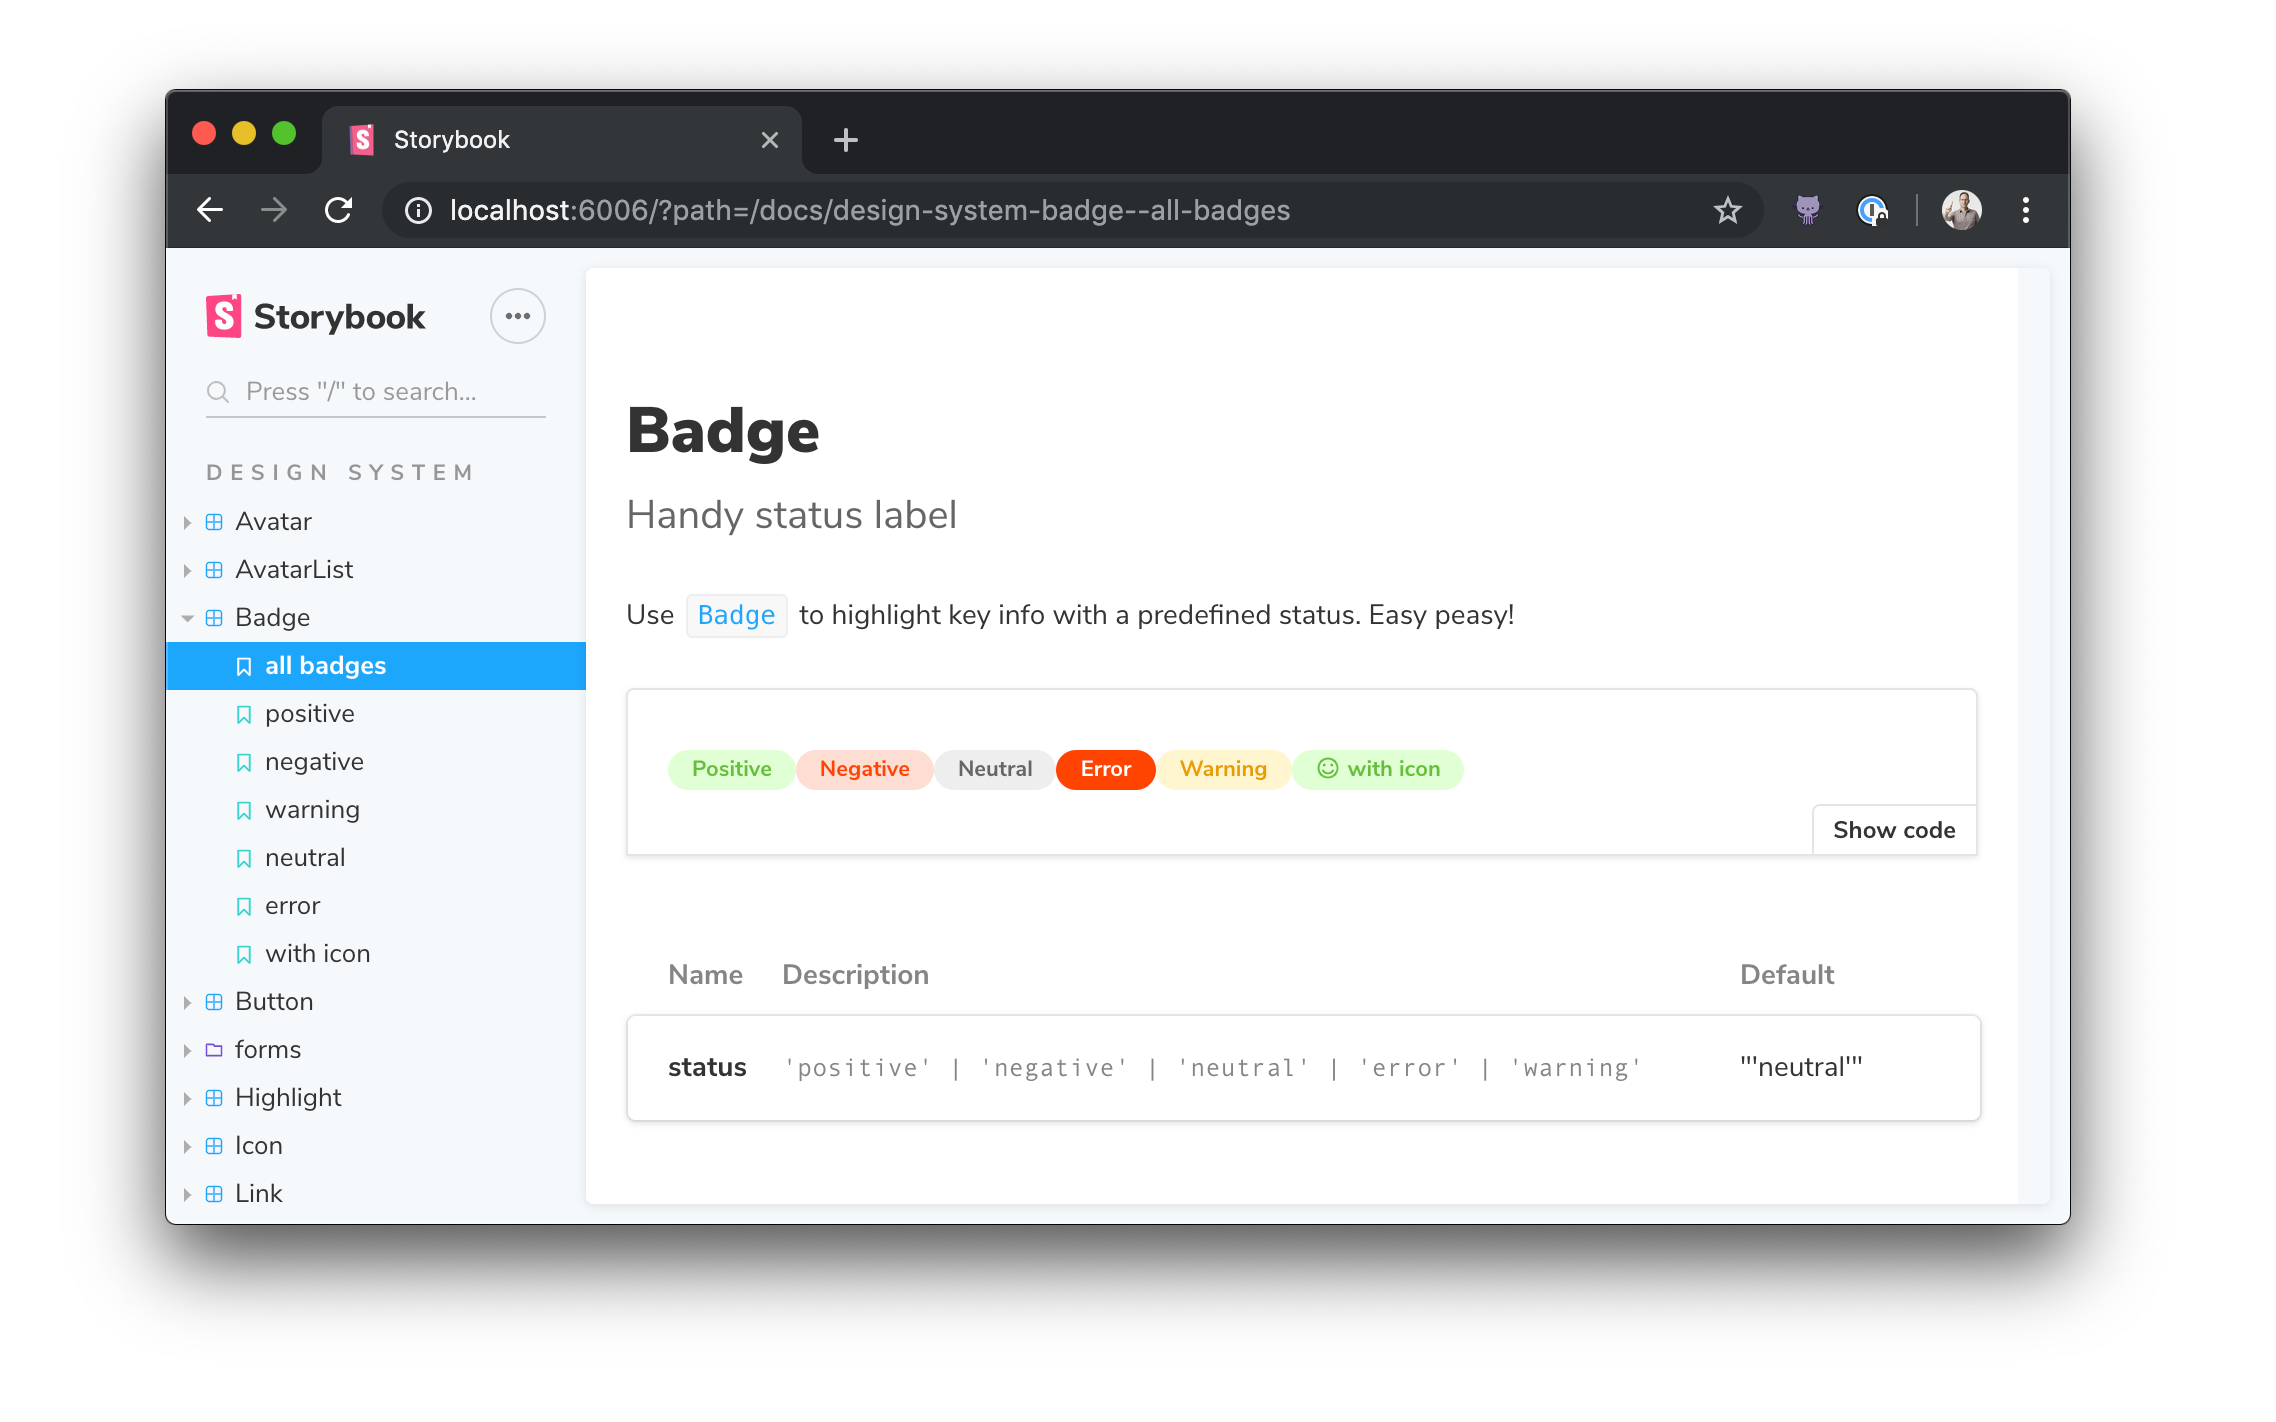 Storybook
localhost:6006/?path=/docs/design-system-badge--all-badges
Storybook
Press "/" to search...
DESIGN SYSTEM
Avatar
AvatarList
Badge
all badges
positive
negative
warning
neutral
error
with icon
Button
forms
Highlight
Icon
Link
Badge
Handy status label
Use Badge to highlight key info with a predefined status. Easy peasy!
Positive Negative Neutral Error Warning with icon
Show code
Name Description Default
status 'positive' | 'negative' | 'neutral' | 'error' | 'warning' "'neutral'"